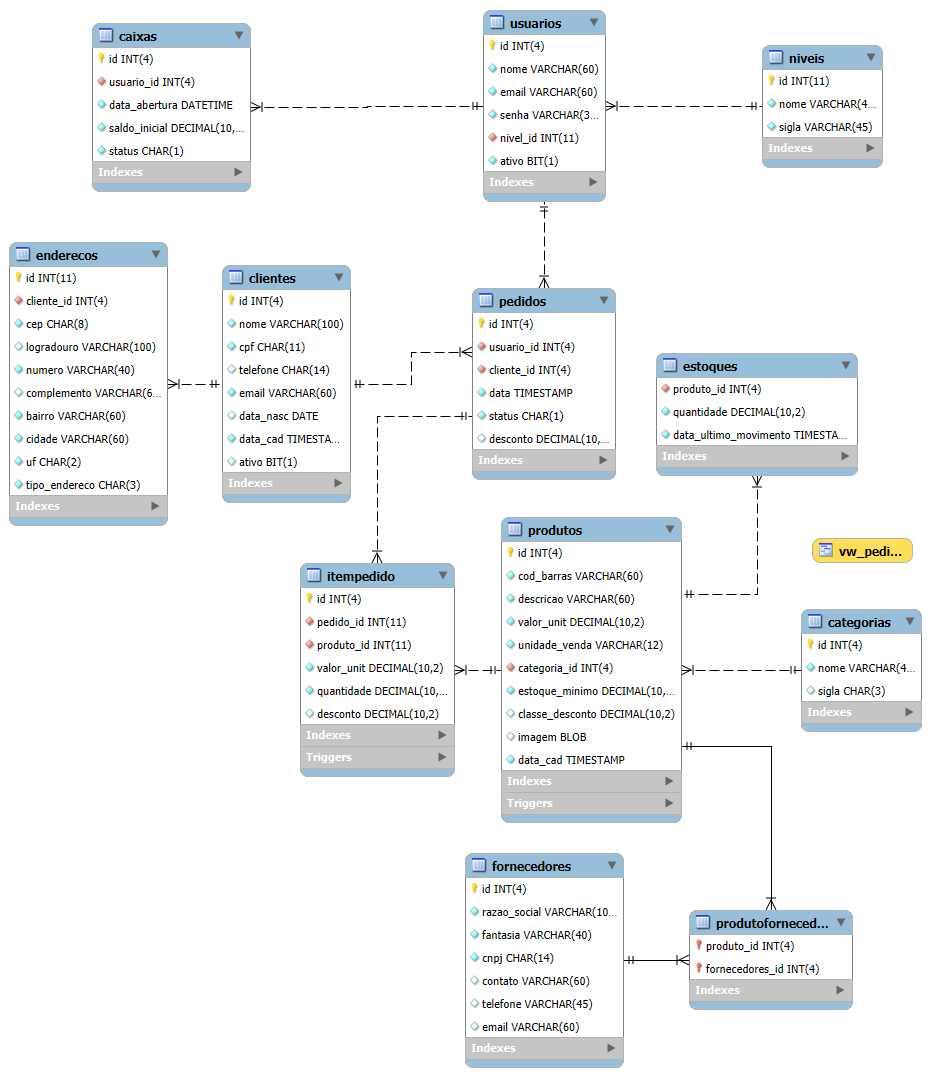 caixas
id INT(4)
usuario_id INT(4)
data_abertura DATETIME
saldo_inicial DECIMAL(10,...
status CHAR(1)
Indexes
usuarios
id INT(4)
nome VARCHAR(60)
email VARCHAR(60)
senha VARCHAR(3...
nivel_id INT(11)
ativo BIT(1)
Indexes
niveis
id INT(11)
nome VARCHAR(4...
sigla VARCHAR(45)
Indexes
enderecos
id INT(11)
cliente_id INT(4)
cep CHAR(8)
logradouro VARCHAR(100)
numero VARCHAR(40)
complemento VARCHAR(6...
bairro VARCHAR(60)
cidade VARCHAR(60)
uf CHAR(2)
tipo_endereco CHAR(3)
Indexes
clientes
id INT(4)
nome VARCHAR(100)
cpf CHAR(11)
telefone CHAR(14)
email VARCHAR(60)
data_nasc DATE
data_cad TIMESTA...
ativo BIT(1)
Indexes
pedidos
id INT(4)
usuario_id INT(4)
cliente_id INT(4)
data TIMESTAMP
status CHAR(1)
desconto DECIMAL(10,...
Indexes
estoques
produto_id INT(4)
quantidade DECIMAL(10,2)
data_ultimo_movimento TIMESTA...
Indexes
itempedido
id INT(4)
pedido_id INT(11)
produto_id INT(11)
valor_unit DECIMAL(10,2)
quantidade DECIMAL(10,...
desconto DECIMAL(10,2)
Indexes
Triggers
produtos
id INT(4)
cod_barras VARCHAR(60)
descricao VARCHAR(60)
valor_unit DECIMAL(10,2)
unidade_venda VARCHAR(12)
categoria_id INT(4)
estoque_minimo DECIMAL(10,...
classe_desconto DECIMAL(10,2)
imagem BLOB
data_cad TIMESTAMP
Indexes
Triggers
vw_pedi...
categorias
id INT(4)
nome VARCHAR(4...
sigla CHAR(3)
Indexes
fornecedores
id INT(4)
razao_social VARCHAR(10...
fantasia VARCHAR(40)
cnpj CHAR(14)
contato VARCHAR(60)
telefone VARCHAR(45)
email VARCHAR(60)
Indexes
produtofornecedor...
produto_id INT(4)
fornecedores_id INT(4)
Indexes